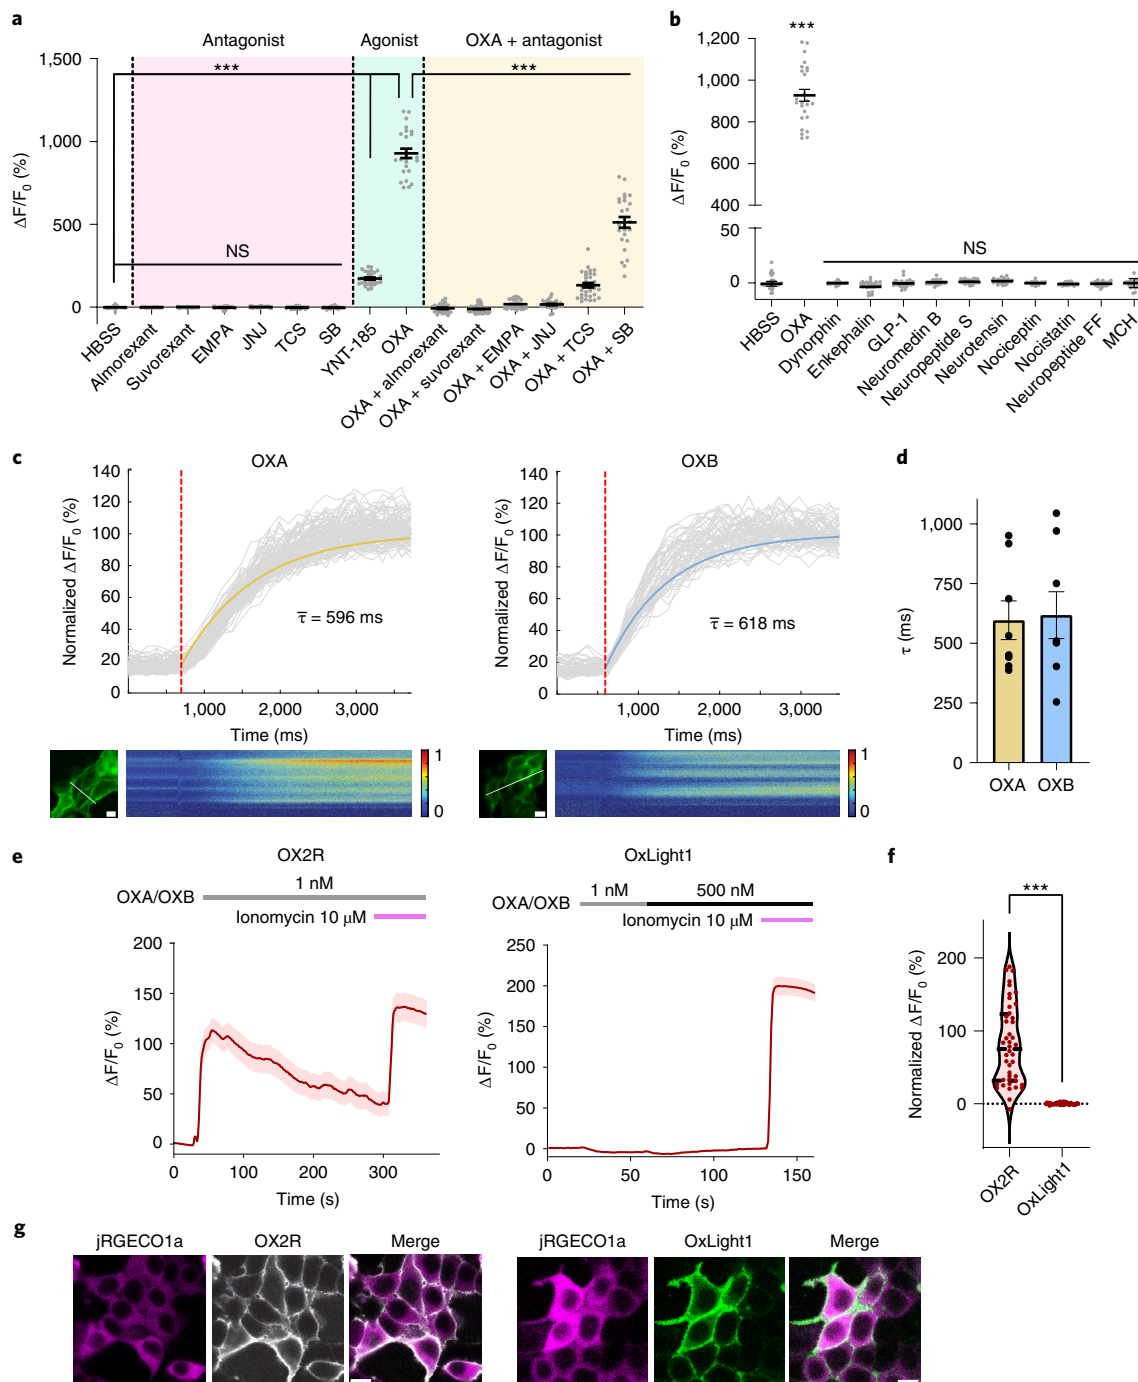 a
Antagonist
Agonist
OXA + antagonist
***
***
NS
ΔF/F0 (%)
1,500
1,000
500
0
HBSS
Almorexant
Suvorexant
EMPA
JNJ
TCS
SB
YNT-185
OXA
OXA + almorexant
OXA + suvorexant
OXA + EMPA
OXA + JNJ
OXA + TCS
OXA + SB
b
***
ΔF/F0 (%)
1,200
1,000
800
600
400
50
0
NS
HBSS
OXA
Dynorphin
Enkephalin
GLP-1
Neuromedin B
Neuropeptide S
Neurotensin
Nociceptin
Nocistatin
Neuropeptide FF
MCH
c
OXA
Normalized ΔF/F0 (%)
140
120
100
80
60
40
20
0
τ̅ = 596 ms
1,000
2,000
3,000
Time (ms)
1
0
OXB
Normalized ΔF/F0 (%)
140
120
100
80
60
40
20
0
τ̅ = 618 ms
1,000
2,000
3,000
Time (ms)
1
0
d
τ (ms)
1,000
750
500
250
0
OXA
OXB
e
OX2R
1 nM
OXA/OXB
Ionomycin 10 μM
ΔF/F0 (%)
200
150
100
50
0
0
100
200
300
Time (s)
OxLight1
1 nM
500 nM
OXA/OXB
Ionomycin 10 μM
ΔF/F0 (%)
250
200
150
100
50
0
0
50
100
150
Time (s)
f
***
Normalized ΔF/F0 (%)
200
100
0
OX2R
OxLight1
g
jRGECO1a
OX2R
Merge
jRGECO1a
OxLight1
Merge